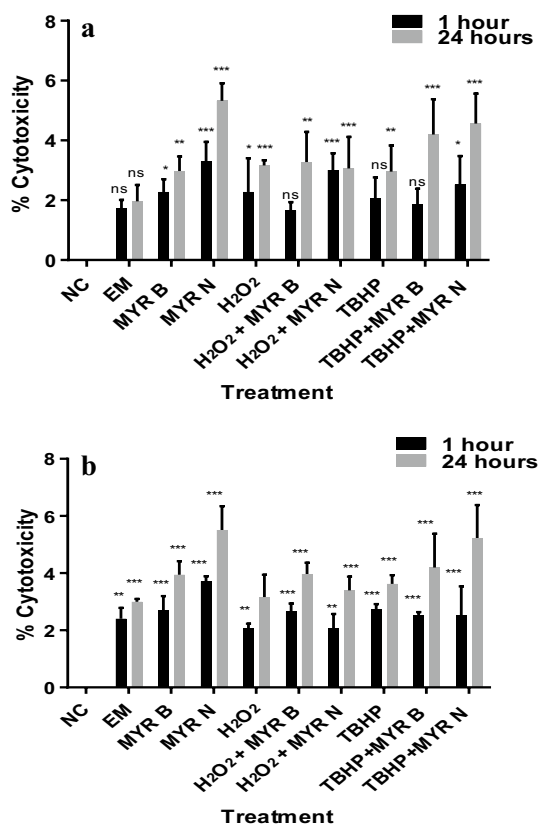 a
1 hour
24 hours
% Cytotoxicity
8
6
4
2
0
ns
ns
*
**
***
***
*
***
ns
**
***
***
ns
**
ns
***
*
***
NC
EM
MYR B
MYR N
H₂O₂
H₂O₂ + MYR B
H₂O₂ + MYR N
TBHP
TBHP+MYR B
TBHP+MYR N
Treatment
b
1 hour
24 hours
% Cytotoxicity
8
6
4
2
0
**
***
***
***
***
***
**
***
***
**
***
***
***
***
***
***
***
NC
EM
MYR B
MYR N
H₂O₂
H₂O₂ + MYR B
H₂O₂ + MYR N
TBHP
TBHP+MYR B
TBHP+MYR N
Treatment